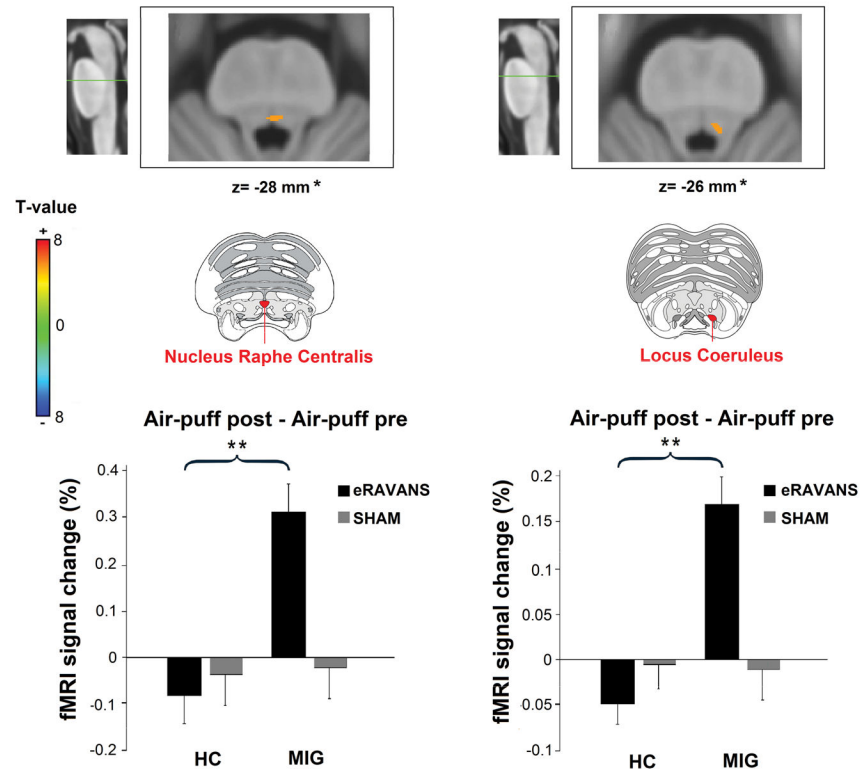 z= -28 mm *
z= -26 mm *
T-value
+
8
0
8
-
Nucleus Raphe Centralis
Locus Coeruleus
Air-puff post - Air-puff pre
**
fMRI signal change (%)
0.4
0.3
0.2
0.1
0
-0.1
-0.2
eRAVANS
SHAM
HC
MIG
Air-puff post - Air-puff pre
**
fMRI signal change (%)
0.2
0.15
0.1
0.05
0
-0.05
-0.1
eRAVANS
SHAM
HC
MIG